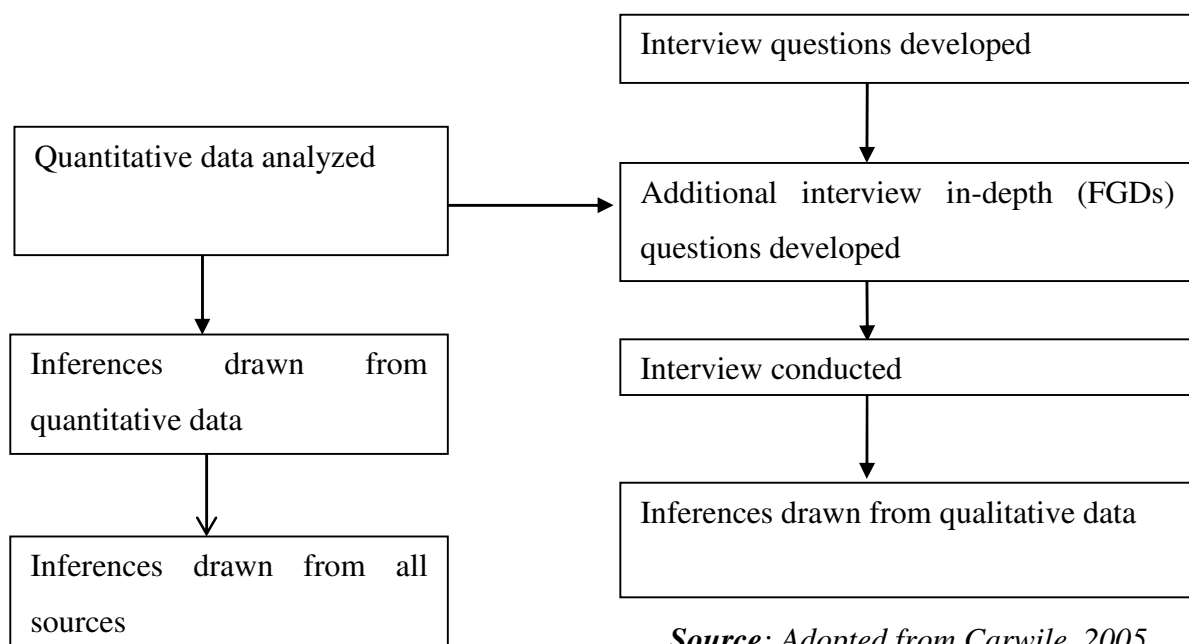 Interview questions developed
Quantitative data analyzed
Additional interview in-depth (FGDs)
questions developed
Inferences drawn from
quantitative data
Interview conducted
Inferences drawn from qualitative data
Inferences drawn from all
sources
Source: Adopted from Carwile, 2005